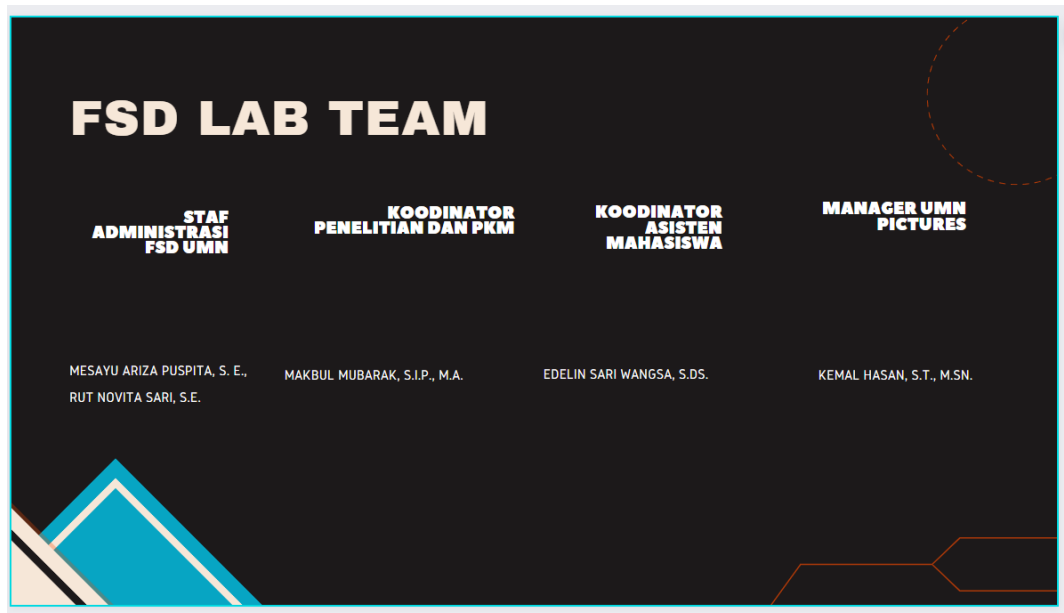 FSD LAB TEAM
STAF
ADMINISTRASI
FSD UMN
KOODINATOR
PENELITIAN DAN PKM
KOODINATOR
ASISTEN
MAHASISWA
MANAGER UMN
PICTURES
MESAYU ARIZA PUSPITA, S. E.,
RUT NOVITA SARI, S.E.
MAKBUL MUBARAK, S.I.P., M.A.
EDELIN SARI WANGSA, S.DS.
KEMAL HASAN, S.T., M.SN.